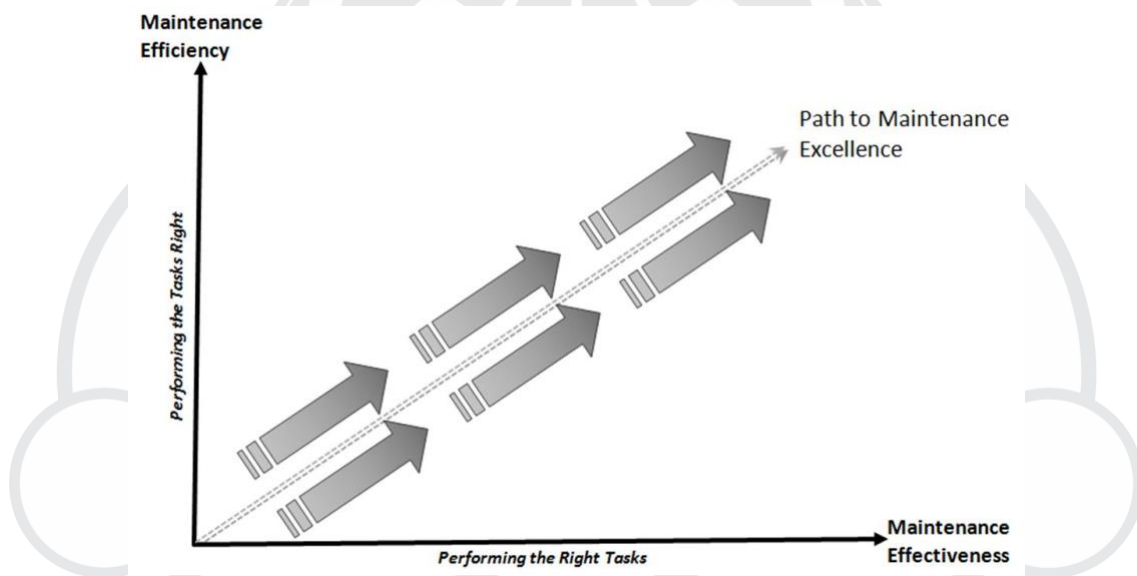 Maintenance
Efficiency
Path to Maintenance
Excellence
Performing the Tasks Right
Maintenance
Effectiveness
Performing the Right Tasks